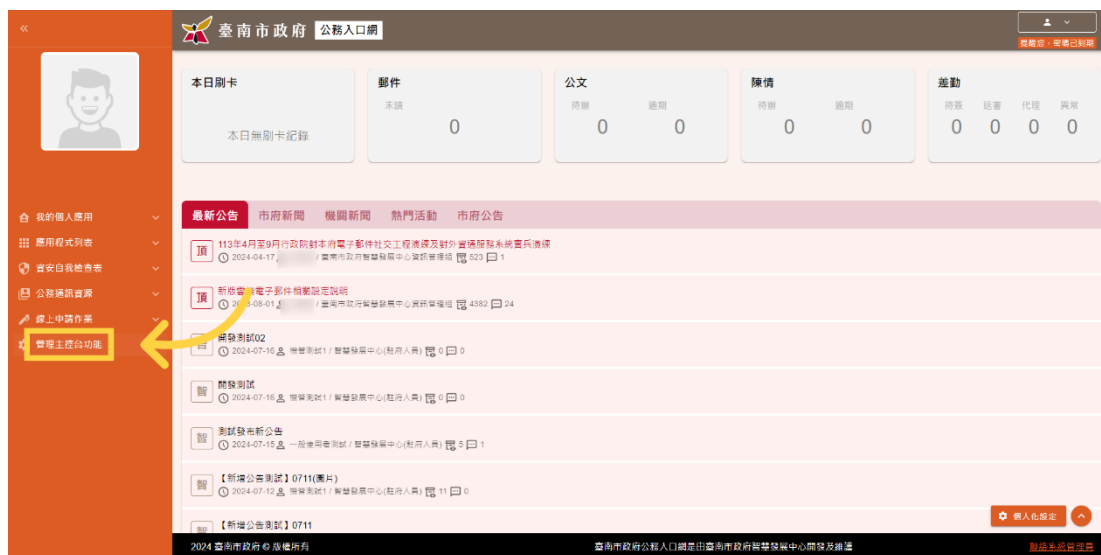 «
臺南市政府 公務入口網
提醒您，密碼已到期
本日刷卡
本日無刷卡紀錄
郵件
未讀
0
公文
待辦 逾期
0 0
陳情
待辦 逾期
0 0
差勤
待簽 送審 代理 異常
0 0 0 0
我的個人應用
應用程式列表
資安自我檢查表
公務通訊資源
線上申請作業
管理主控台功能
最新公告 市府新聞 機關新聞 熱門活動 市府公告
頂 113年4月至9月行政院對本府電子郵件社交工程演練及對外資通服務系統實兵演練
2024-04-17 / 臺南市政府智慧發展中心資訊管理組 523 1
頂 新版雲端電子郵件相關設定說明
-08-01 / 臺南市政府智慧發展中心資訊管理組 4382 24
開發測試02
2024-07-16 機管測試1 / 智慧發展中心(駐府人員) 0 0
智 開發測試
2024-07-16 機管測試1 / 智慧發展中心(駐府人員) 0 0
智 測試發布新公告
2024-07-15 一般使用者測試 / 智慧發展中心(駐府人員) 5 1
智 【新增公告測試】0711(圖片)
2024-07-12 機管測試1 / 智慧發展中心(駐府人員) 11 0
智 【新增公告測試】0711
個人化設定
2024 臺南市政府 © 版權所有
臺南市政府公務入口網是由臺南市政府智慧發展中心開發及維護
聯絡系統管理員